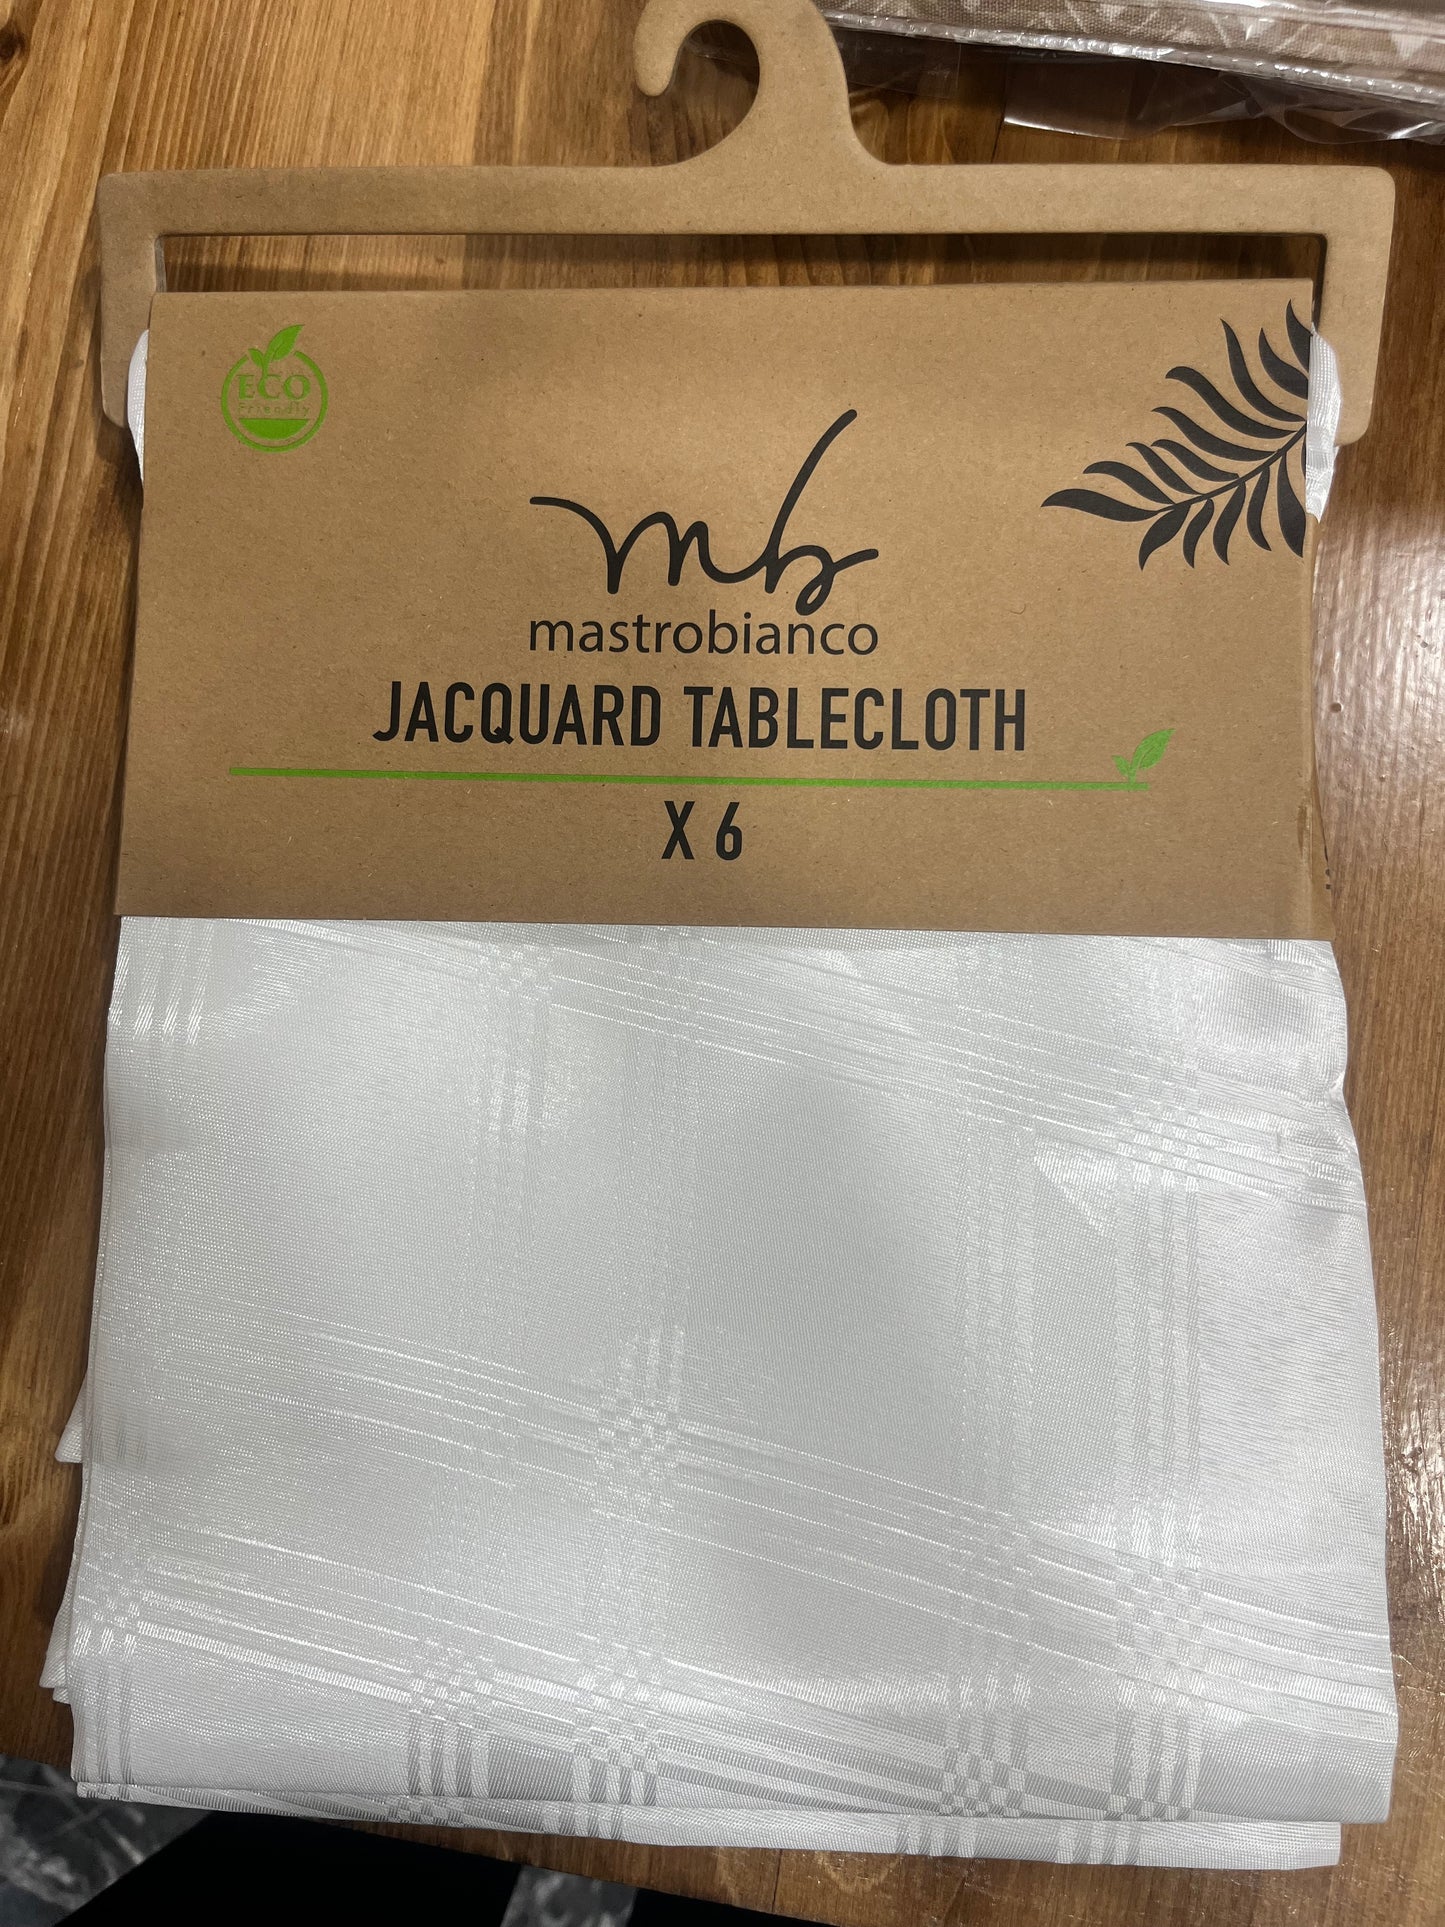 ECO
Friendly
mb
mastrobianco
JACQUARD TABLECLOTH
X 6